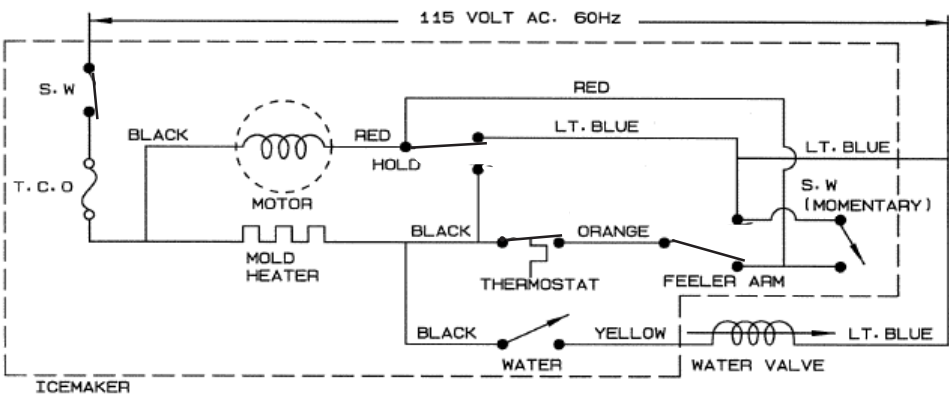 115 VOLT AC. 60Hz
S.W
RED
BLACK
RED
LT.BLUE
HOLD
LT.BLUE
T.C.O
S.W
(MOMENTARY)
MOTOR
BLACK
ORANGE
MOLD
HEATER
THERMOSTAT
FEELER ARM
BLACK
YELLOW
LT.BLUE
WATER
WATER VALVE
ICEMAKER